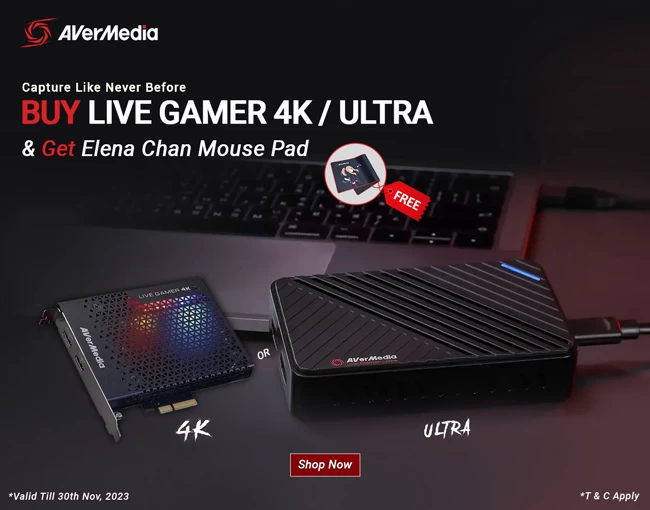 AVerMedia
Capture Like Never Before
BUY LIVE GAMER 4K / ULTRA
& Get Elena Chan Mouse Pad
FREE
LIVE GAMER 4K
AVerMedia
OR
AVerMedia
4K
ULTRA
Shop Now
*Valid Till 30th Nov, 2023
*T & C Apply